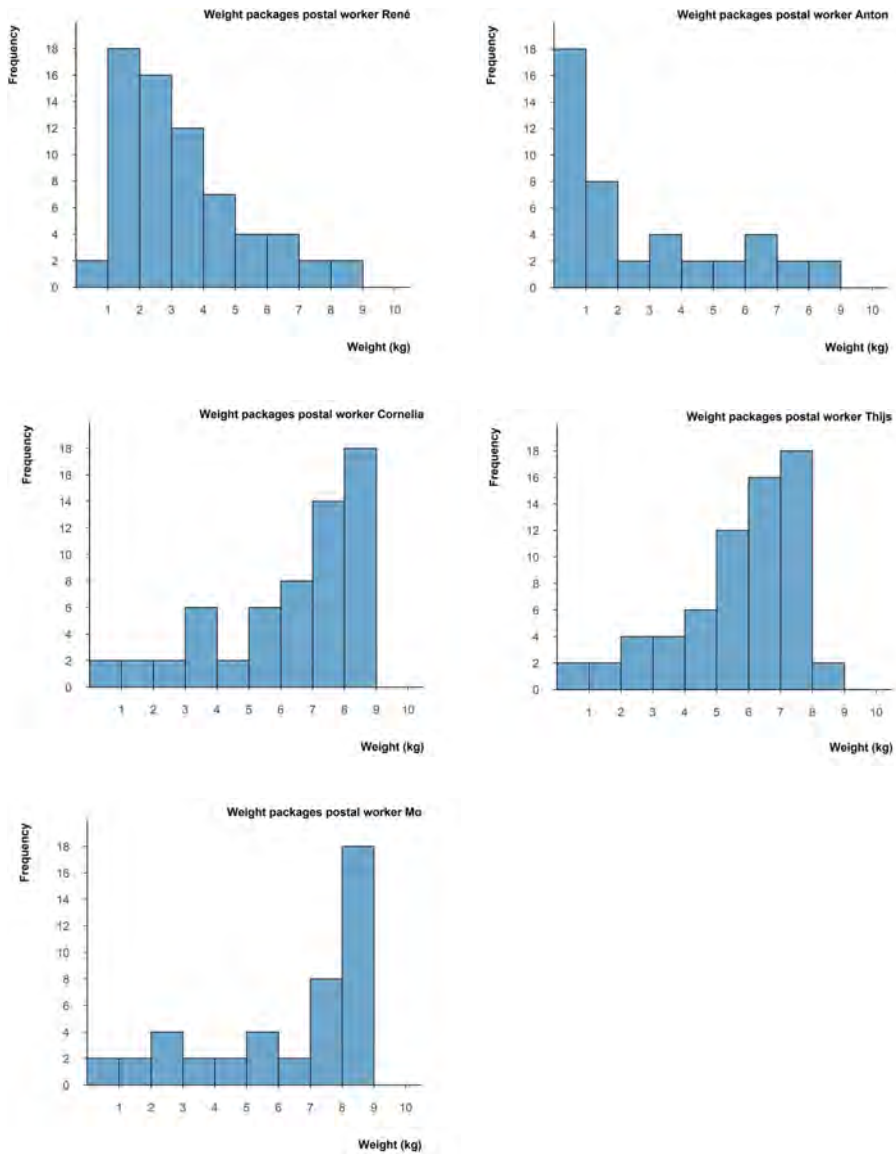 Weight packages postal worker René
Frequency
18
16
14
12
10
8
6
4
2
0
1 2 3 4 5 6 7 8 9 10
Weight (kg)
Weight packages postal worker Anton
Frequency
18
16
14
12
10
8
6
4
2
0
1 2 3 4 5 6 7 8 9 10
Weight (kg)
Weight packages postal worker Cornelia
Frequency
18
16
14
12
10
8
6
4
2
0
1 2 3 4 5 6 7 8 9 10
Weight (kg)
Weight packages postal worker Thijs
Frequency
18
16
14
12
10
8
6
4
2
0
1 2 3 4 5 6 7 8 9 10
Weight (kg)
Weight packages postal worker Mo
Frequency
18
16
14
12
10
8
6
4
2
0
1 2 3 4 5 6 7 8 9 10
Weight (kg)